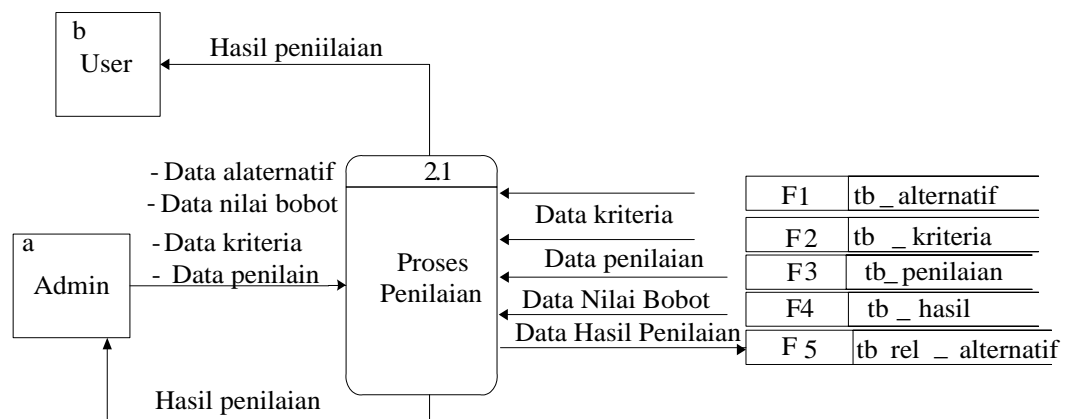 b
User
Hasil peniilaian
- Data alaternatif
- Data nilai bobot
a
Admin
- Data kriteria
- Data penilain
2.1
Proses
Penilaian
Data kriteria
Data penilaian
Data Nilai Bobot
Data Hasil Penilaian
F1 tb _ alternatif
F2 tb _ kriteria
F3 tb_ penilaian
F4 tb _ hasil
F 5 tb rel _ alternatif
Hasil penilaian